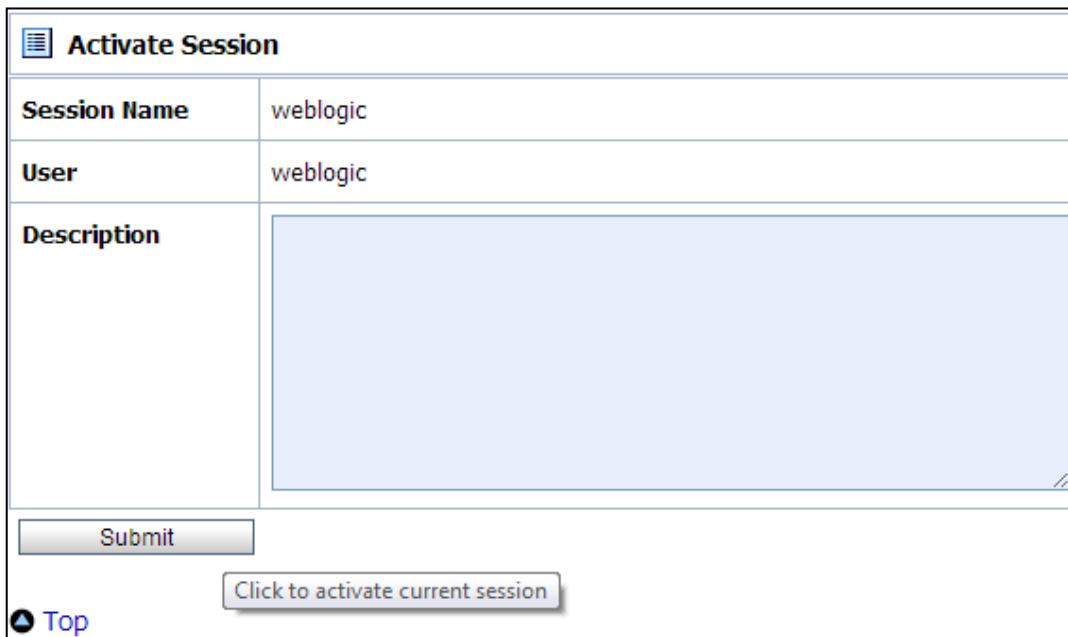 Activate Session
Session Name weblogic
User weblogic
Description
Submit
Click to activate current session
Top